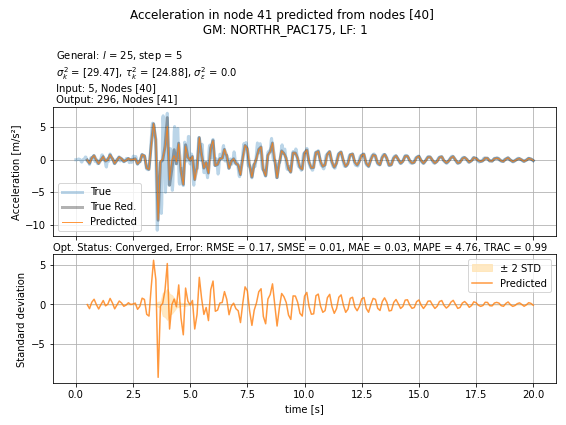 Acceleration in node 41 predicted from nodes [40]
GM: NORTHR_PAC175, LF: 1
General: l = 25, step = 5
σ²ₖ = [29.47], τ²ₖ = [24.88], σ²ε = 0.0
Input: 5, Nodes [40]
Output: 296, Nodes [41]
Acceleration [m/s²]
5
0
−5
−10
True
True Red.
Predicted
Opt. Status: Converged, Error: RMSE = 0.17, SMSE = 0.01, MAE = 0.03, MAPE = 4.76, TRAC = 0.99
Standard deviation
5
0
−5
± 2 STD
Predicted
0.0 2.5 5.0 7.5 10.0 12.5 15.0 17.5 20.0
time [s]